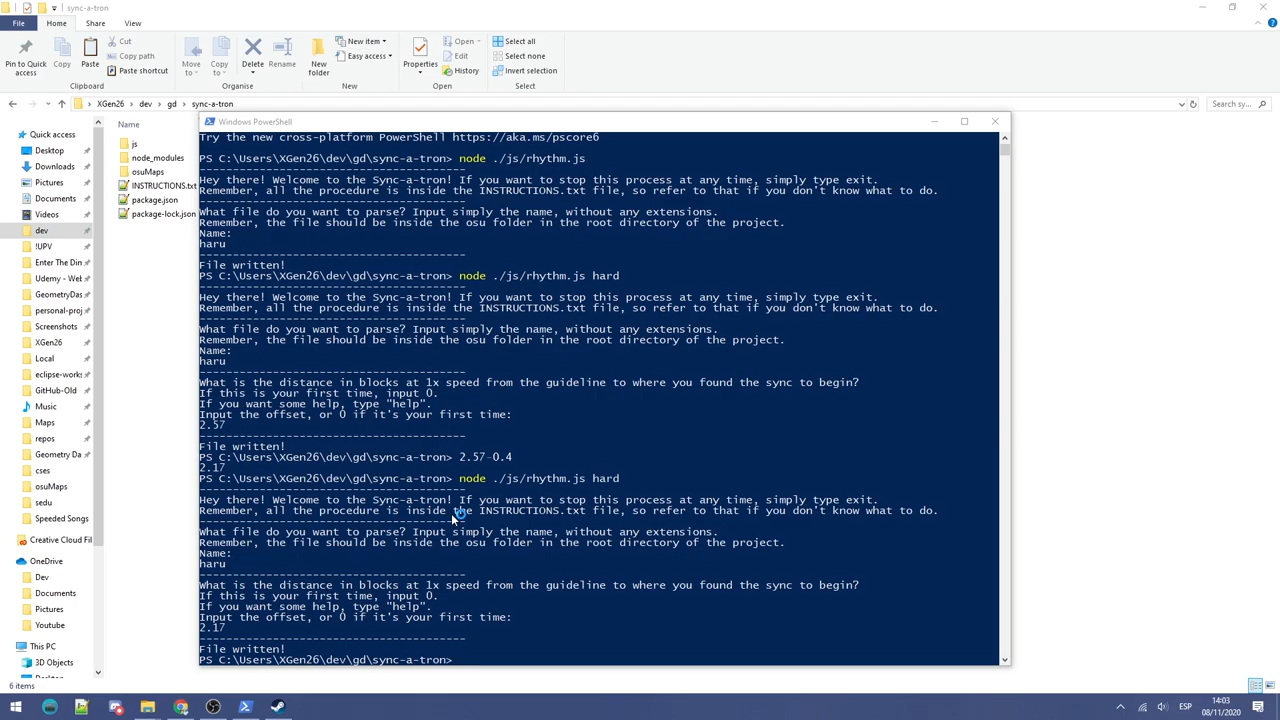 sync-a-tron
File
Home
Share
View
Pin to Quick access
Copy
Paste
Cut
Copy path
Paste shortcut
Clipboard
Move to
Copy to
Delete
Rename
Organise
New folder
New item
Easy access
New
Properties
Open
Edit
History
Open
Select all
Select none
Invert selection
Select
XGen26 > dev > gd > sync-a-tron
Search sy...
Quick access
Desktop
Downloads
Pictures
Documents
Videos
dev
!UPV
Enter The Din
Udemy - Web
GeometryDas
personal-proj
Screenshots
XGen26
Local
eclipse-works
GitHub-Old
Music
Maps
repos
Geometry Da
cses
osuMaps
sedu
Speeded Songs
Creative Cloud Fil
OneDrive
Dev
Documents
Pictures
Youtube
This PC
3D Objects
Desktop
Name
js
node_modules
osuMaps
INSTRUCTIONS.txt
package.json
package-lock.json
Windows PowerShell
Try the new cross-platform PowerShell https://aka.ms/pscore6
PS C:\Users\XGen26\dev\gd\sync-a-tron> node ./js/rhythm.js
--------------------------------------------------
Hey there! Welcome to the Sync-a-tron! If you want to stop this process at any time, simply type exit.
Remember, all the procedure is inside the INSTRUCTIONS.txt file, so refer to that if you don't know what to do.
--------------------------------------------------
What file do you want to parse? Input simply the name, without any extensions.
Remember, the file should be inside the osu folder in the root directory of the project.
Name:
haru
--------------------------------------------------
File written!
PS C:\Users\XGen26\dev\gd\sync-a-tron> node ./js/rhythm.js hard
--------------------------------------------------
Hey there! Welcome to the Sync-a-tron! If you want to stop this process at any time, simply type exit.
Remember, all the procedure is inside the INSTRUCTIONS.txt file, so refer to that if you don't know what to do.
--------------------------------------------------
What file do you want to parse? Input simply the name, without any extensions.
Remember, the file should be inside the osu folder in the root directory of the project.
Name:
haru
--------------------------------------------------
What is the distance in blocks at 1x speed from the guideline to where you found the sync to begin?
If this is your first time, input 0.
If you want some help, type "help".
Input the offset, or 0 if it's your first time:
2.57
--------------------------------------------------
File written!
PS C:\Users\XGen26\dev\gd\sync-a-tron> 2.57-0.4
2.17
PS C:\Users\XGen26\dev\gd\sync-a-tron> node ./js/rhythm.js hard
--------------------------------------------------
Hey there! Welcome to the Sync-a-tron! If you want to stop this process at any time, simply type exit.
Remember, all the procedure is inside the INSTRUCTIONS.txt file, so refer to that if you don't know what to do.
--------------------------------------------------
What file do you want to parse? Input simply the name, without any extensions.
Remember, the file should be inside the osu folder in the root directory of the project.
Name:
haru
--------------------------------------------------
What is the distance in blocks at 1x speed from the guideline to where you found the sync to begin?
If this is your first time, input 0.
If you want some help, type "help".
Input the offset, or 0 if it's your first time:
2.17
--------------------------------------------------
File written!
PS C:\Users\XGen26\dev\gd\sync-a-tron>
6 items
ESP
14:03
08/11/2020